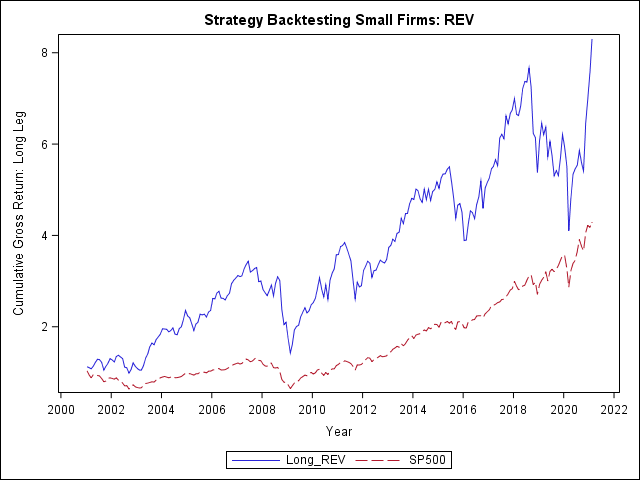 Strategy Backtesting Small Firms: REV
Cumulative Gross Return: Long Leg
8
6
4
2
2000 2002 2004 2006 2008 2010 2012 2014 2016 2018 2020 2022
Year
Long_REV SP500